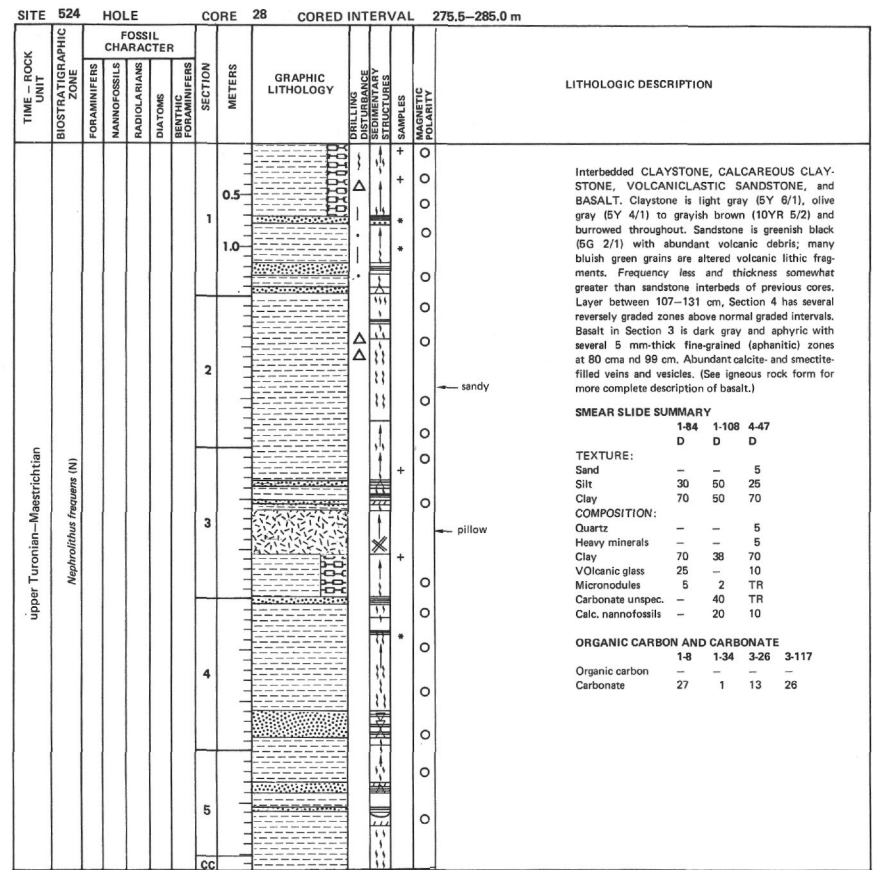 SITE 524 HOLE CORE 28 CORED INTERVAL 275.5–285.0 m
TIME – ROCK
UNIT
BIOSTRATIGRAPHIC
ZONE
FOSSIL
CHARACTER
FORAMINIFERS
NANNOFOSSILS
RADIOLARIANS
DIATOMS
BENTHIC
FORAMINIFERS
SECTION
METERS
GRAPHIC
LITHOLOGY
DRILLING
DISTURBANCE
SEDIMENTARY
STRUCTURES
SAMPLES
MAGNETIC
POLARITY
LITHOLOGIC DESCRIPTION
upper Turonian–Maestrichtian
Nephrolithus frequens (N)
0.5
1
1.0
2
3
4
5
CC
sandy
pillow
Interbedded CLAYSTONE, CALCAREOUS CLAY-
STONE, VOLCANICLASTIC SANDSTONE, and
BASALT. Claystone is light gray (5Y 6/1), olive
gray (5Y 4/1) to grayish brown (10YR 5/2) and
burrowed throughout. Sandstone is greenish black
(5G 2/1) with abundant volcanic debris; many
bluish green grains are altered volcanic lithic frag-
ments. Frequency less and thickness somewhat
greater than sandstone interbeds of previous cores.
Layer between 107–131 cm, Section 4 has several
reversely graded zones above normal graded intervals.
Basalt in Section 3 is dark gray and aphyric with
several 5 mm-thick fine-grained (aphanitic) zones
at 80 cma nd 99 cm. Abundant calcite- and smectite-
filled veins and vesicles. (See igneous rock form for
more complete description of basalt.)
SMEAR SLIDE SUMMARY
1-84 1-108 4-47
D D D
TEXTURE:
Sand – – 5
Silt 30 50 25
Clay 70 50 70
COMPOSITION:
Quartz – – 5
Heavy minerals – – 5
Clay 70 38 70
VOlcanic glass 25 – 10
Micronodules 5 2 TR
Carbonate unspec. – 40 TR
Calc. nannofossils – 20 10
ORGANIC CARBON AND CARBONATE
1-8 1-34 3-26 3-117
Organic carbon – – – –
Carbonate 27 1 13 26